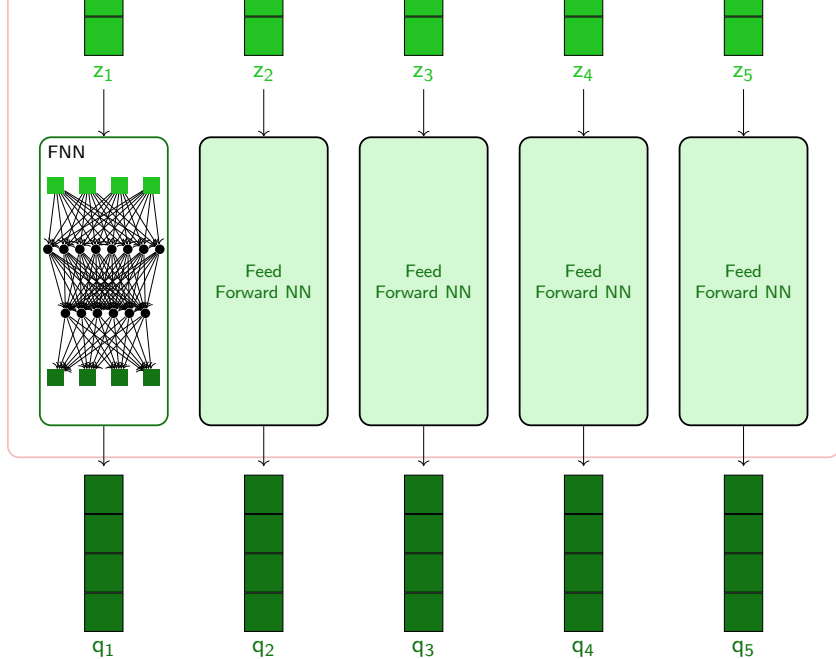 z1 z2 z3 z4 z5
FNN
Feed
Forward NN
Feed
Forward NN
Feed
Forward NN
Feed
Forward NN
q1 q2 q3 q4 q5